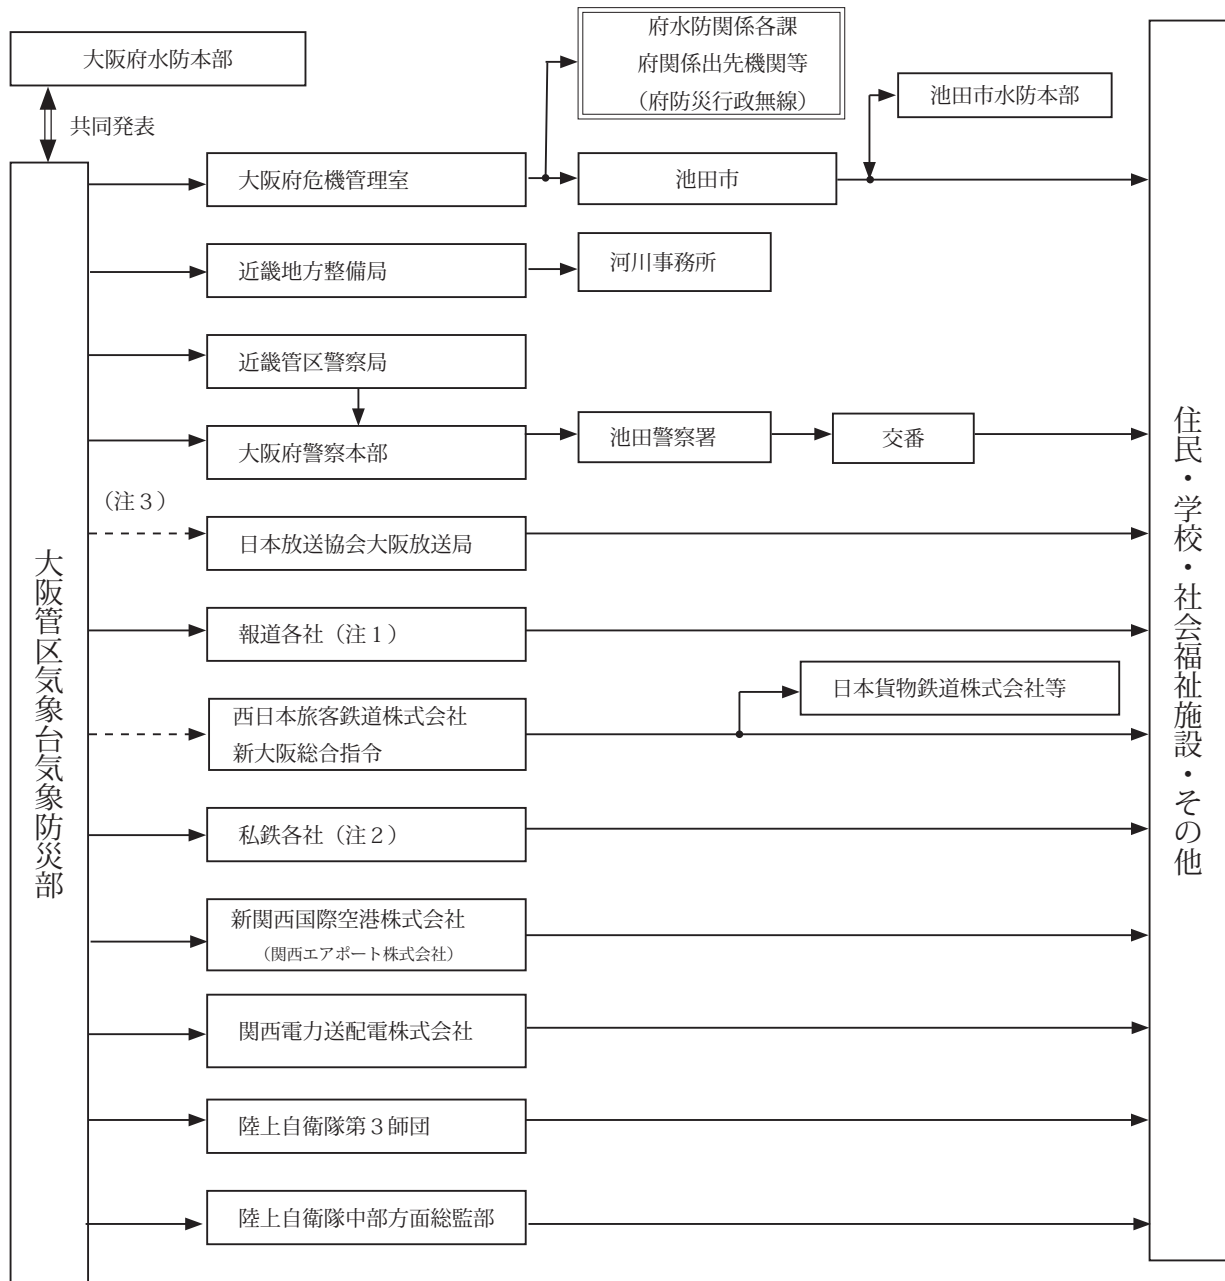 大阪府水防本部
共同発表
府水防関係各課
府関係出先機関等
（府防災行政無線）
池田市水防本部
大阪府危機管理室
池田市
近畿地方整備局
河川事務所
近畿管区警察局
大阪府警察本部
池田警察署
交番
（注３）
日本放送協会大阪放送局
報道各社（注１）
日本貨物鉄道株式会社等
西日本旅客鉄道株式会社
新大阪総合指令
私鉄各社（注２）
新関西国際空港株式会社
（関西エアポート株式会社）
関西電力送配電株式会社
陸上自衛隊第３師団
陸上自衛隊中部方面総監部
大阪管区気象台気象防災部
住民・学校・社会福祉施設・その他